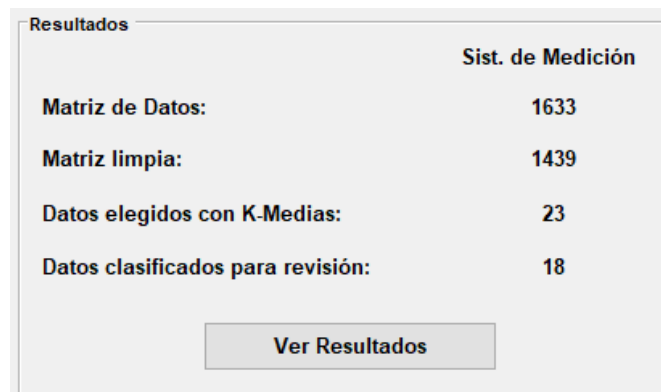 Resultados
Sist. de Medición
Matriz de Datos: 1633
Matriz limpia: 1439
Datos elegidos con K-Medias: 23
Datos clasificados para revisión: 18
Ver Resultados